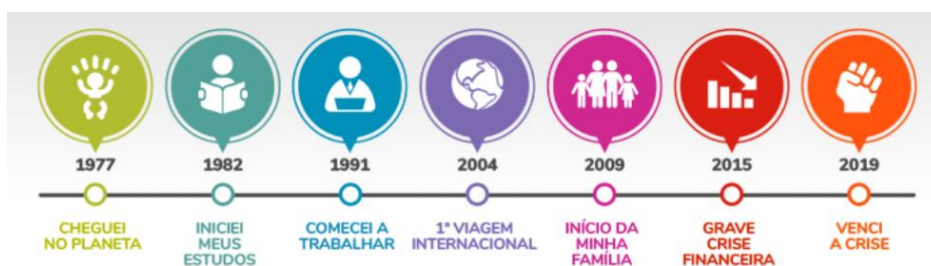 1977
1982
1991
2004
2009
2015
2019
CHEGUEI
NO PLANETA
INICIEI
MEUS
ESTUDOS
COMECEI A
TRABALHAR
1ª VIAGEM
INTERNACIONAL
INÍCIO DA
MINHA
FAMÍLIA
GRAVE
CRISE
FINANCEIRA
VENCI
A CRISE